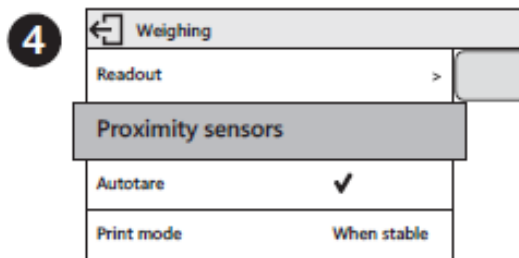 4
Weighing
Readout >
Proximity sensors
Autotare ✓
Print mode When stable